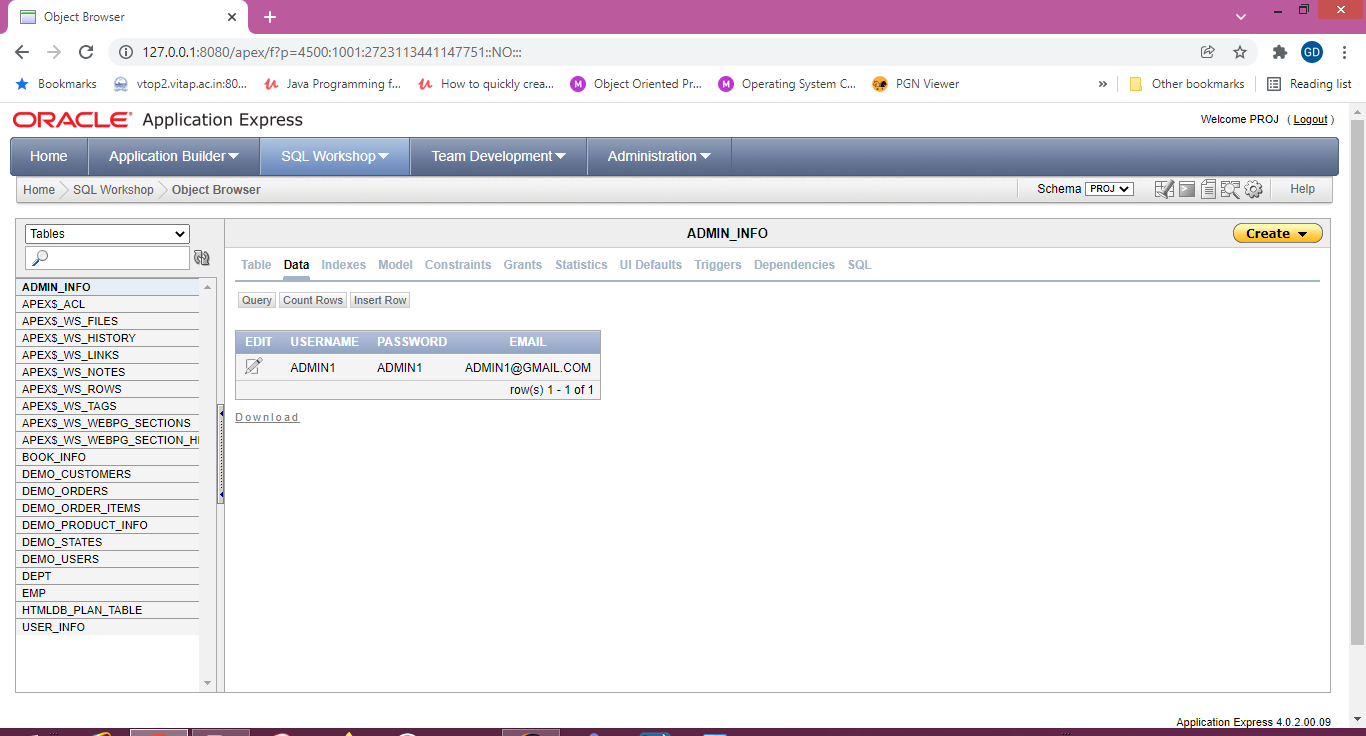 Object Browser
127.0.0.1:8080/apex/f?p=4500:1001:2723113441147751::NO:::
GD
Bookmarks vtop2.vitap.ac.in:80... Java Programming f... How to quickly crea... M Object Oriented Pr... M Operating System C... PGN Viewer » Other bookmarks Reading list
ORACLE Application Express
Welcome PROJ ( Logout )
Home Application Builder SQL Workshop Team Development Administration
Home SQL Workshop Object Browser Schema PROJ Help
Tables
ADMIN_INFO
Create
Table Data Indexes Model Constraints Grants Statistics UI Defaults Triggers Dependencies SQL
Query Count Rows Insert Row
EDIT USERNAME PASSWORD EMAIL
ADMIN1 ADMIN1 ADMIN1@GMAIL.COM
row(s) 1 - 1 of 1
Download
ADMIN_INFO
APEX$_ACL
APEX$_WS_FILES
APEX$_WS_HISTORY
APEX$_WS_LINKS
APEX$_WS_NOTES
APEX$_WS_ROWS
APEX$_WS_TAGS
APEX$_WS_WEBPG_SECTIONS
APEX$_WS_WEBPG_SECTION_HI
BOOK_INFO
DEMO_CUSTOMERS
DEMO_ORDERS
DEMO_ORDER_ITEMS
DEMO_PRODUCT_INFO
DEMO_STATES
DEMO_USERS
DEPT
EMP
HTMLDB_PLAN_TABLE
USER_INFO
Application Express 4.0.2.00.09